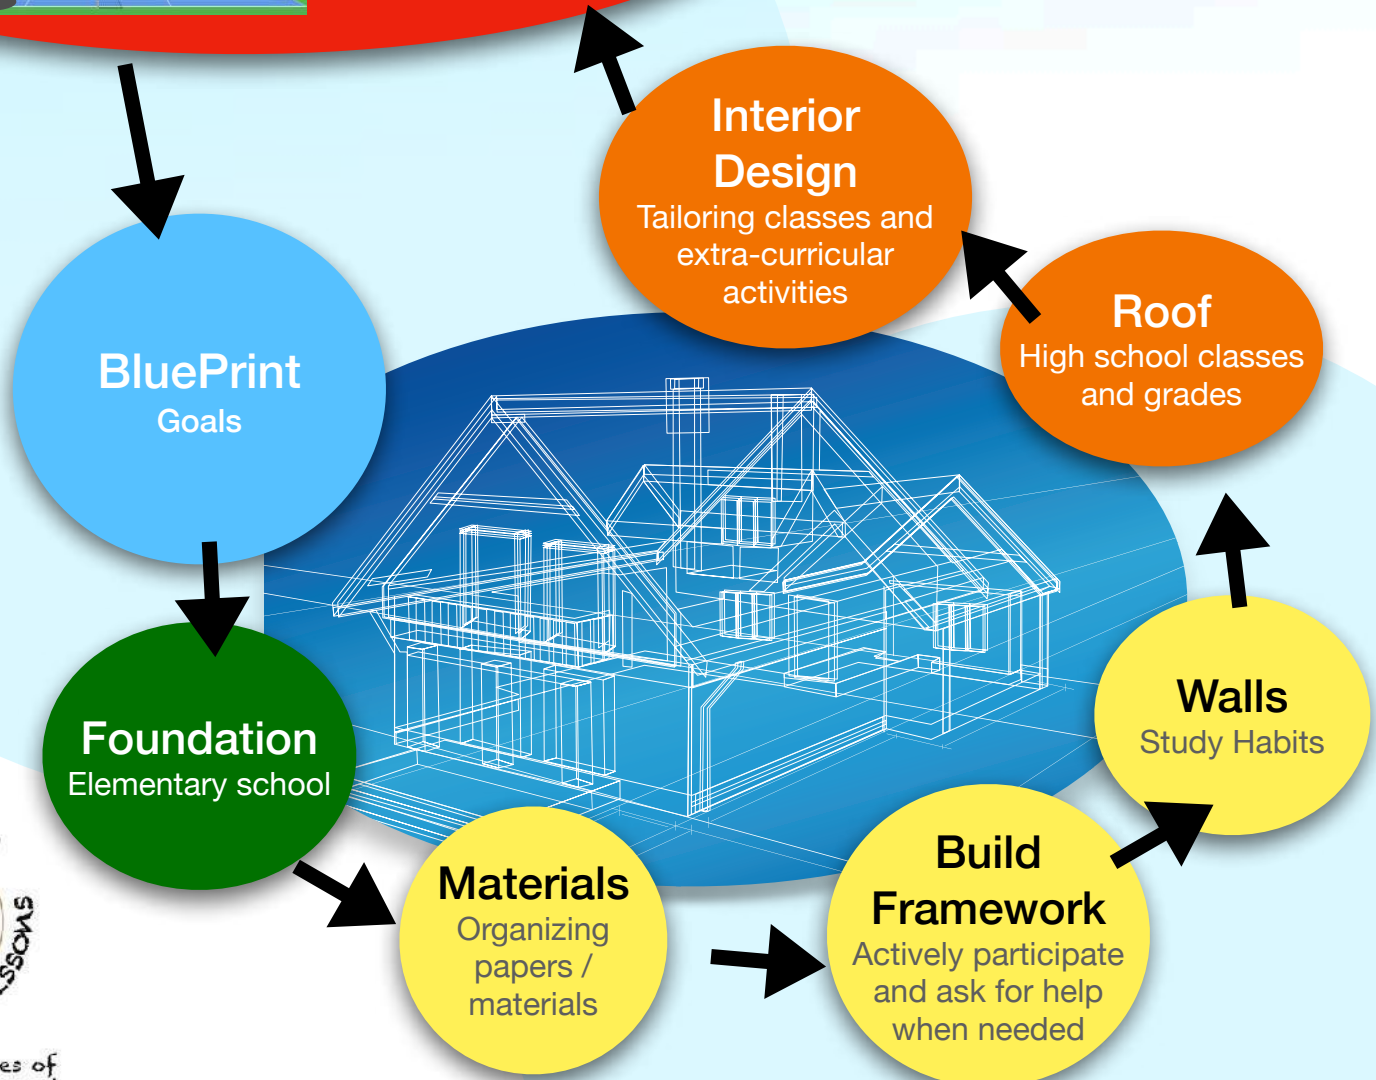 Interior
Design
Tailoring classes and
extra-curricular
activities
Roof
High school classes
and grades
BluePrint
Goals
Walls
Study Habits
Foundation
Elementary school
Materials
Organizing
papers /
materials
Build
Framework
Actively participate
and ask for help
when needed
of